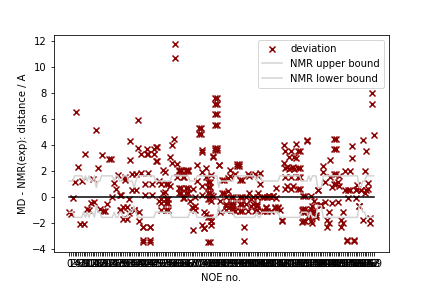 12
10
8
6
4
2
0
−2
−4
MD - NMR(exp): distance / A
deviation
NMR upper bound
NMR lower bound
NOE no.